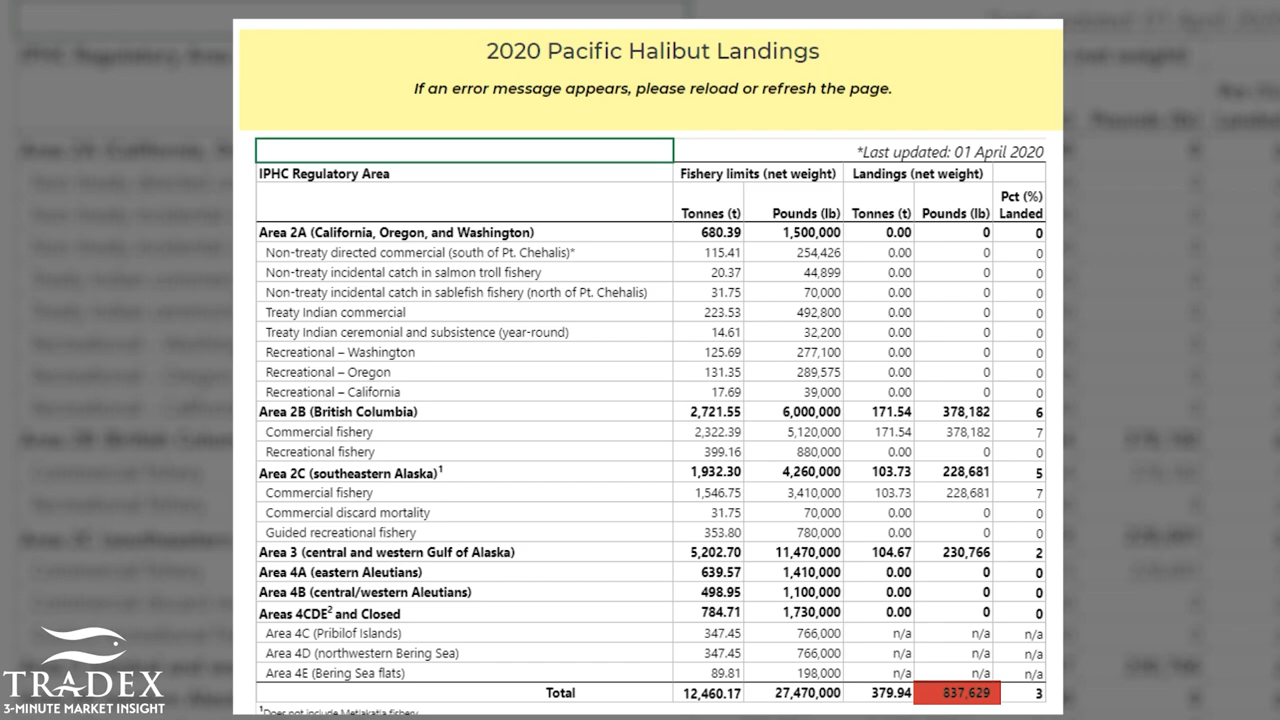 2020 Pacific Halibut Landings
If an error message appears, please reload or refresh the page.
*Last updated: 01 April 2020
IPHC Regulatory Area Fishery limits (net weight) Landings (net weight)
Tonnes (t) Pounds (lb) Tonnes (t) Pounds (lb) Pct (%) Landed
Area 2A (California, Oregon, and Washington) 680.39 1,500,000 0.00 0 0
Non-treaty directed commercial (south of Pt. Chehalis)* 115.41 254,426 0.00 0 0
Non-treaty incidental catch in salmon troll fishery 20.37 44,899 0.00 0 0
Non-treaty incidental catch in sablefish fishery (north of Pt. Chehalis) 31.75 70,000 0.00 0 0
Treaty Indian commercial 223.53 492,800 0.00 0 0
Treaty Indian ceremonial and subsistence (year-round) 14.61 32,200 0.00 0 0
Recreational – Washington 125.69 277,100 0.00 0 0
Recreational – Oregon 131.35 289,575 0.00 0 0
Recreational – California 17.69 39,000 0.00 0 0
Area 2B (British Columbia) 2,721.55 6,000,000 171.54 378,182 6
Commercial fishery 2,322.39 5,120,000 171.54 378,182 7
Recreational fishery 399.16 880,000 0.00 0 0
Area 2C (southeastern Alaska)¹ 1,932.30 4,260,000 103.73 228,681 5
Commercial fishery 1,546.75 3,410,000 103.73 228,681 7
Commercial discard mortality 31.75 70,000 0.00 0 0
Guided recreational fishery 353.80 780,000 0.00 0 0
Area 3 (central and western Gulf of Alaska) 5,202.70 11,470,000 104.67 230,766 2
Area 4A (eastern Aleutians) 639.57 1,410,000 0.00 0 0
Area 4B (central/western Aleutians) 498.95 1,100,000 0.00 0 0
Areas 4CDE² and Closed 784.71 1,730,000 0.00 0 0
Area 4C (Pribilof Islands) 347.45 766,000 n/a n/a n/a
Area 4D (northwestern Bering Sea) 347.45 766,000 n/a n/a n/a
Area 4E (Bering Sea flats) 89.81 198,000 n/a n/a n/a
Total 12,460.17 27,470,000 379.94 837,629 3
¹Does not include Metlakatla fishery
TRADEX
3-MINUTE MARKET INSIGHT